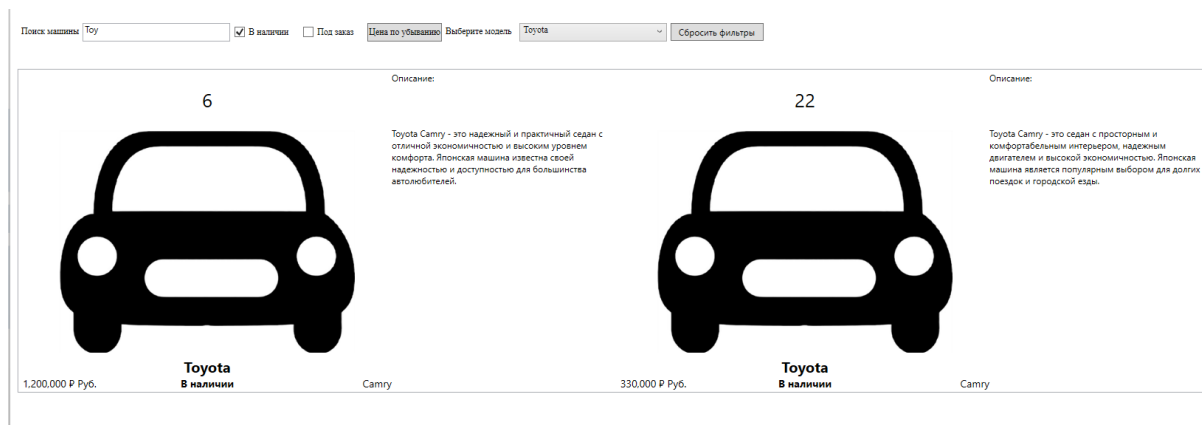 Поиск машины Toy В наличии Под заказ Цена по убыванию Выберите модель Toyota Сбросить фильтры
6
Описание:
Toyota Camry - это надежный и практичный седан с
отличной экономичностью и высоким уровнем
комфорта. Японская машина известна своей
надежностью и доступностью для большинства
автолюбителей.
Toyota
1,200.000 ₽ Руб. В наличии Camry
22
Описание:
Toyota Camry - это седан с просторным и
комфортабельным интерьером, надежным
двигателем и высокой экономичностью. Японская
машина является популярным выбором для долгих
поездок и городской езды.
Toyota
330.000 ₽ Руб. В наличии Camry